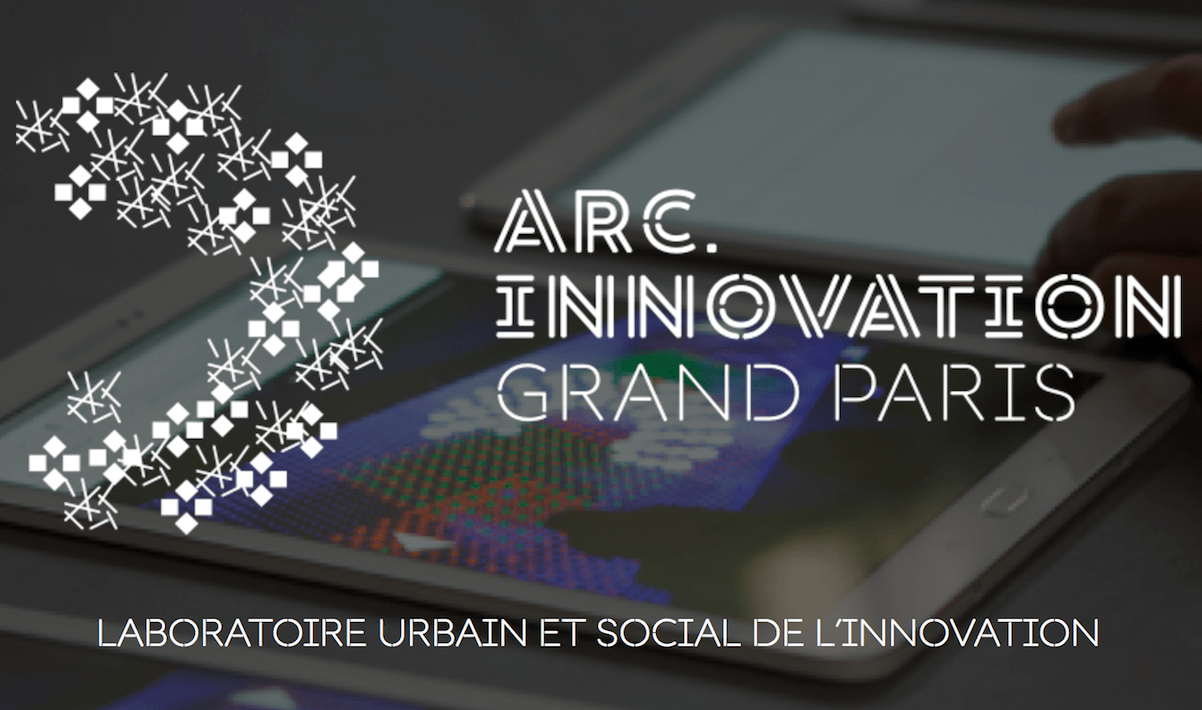 ARC.
INNOVATION
GRAND PARIS
LABORATOIRE URBAIN ET SOCIAL DE L'INNOVATION